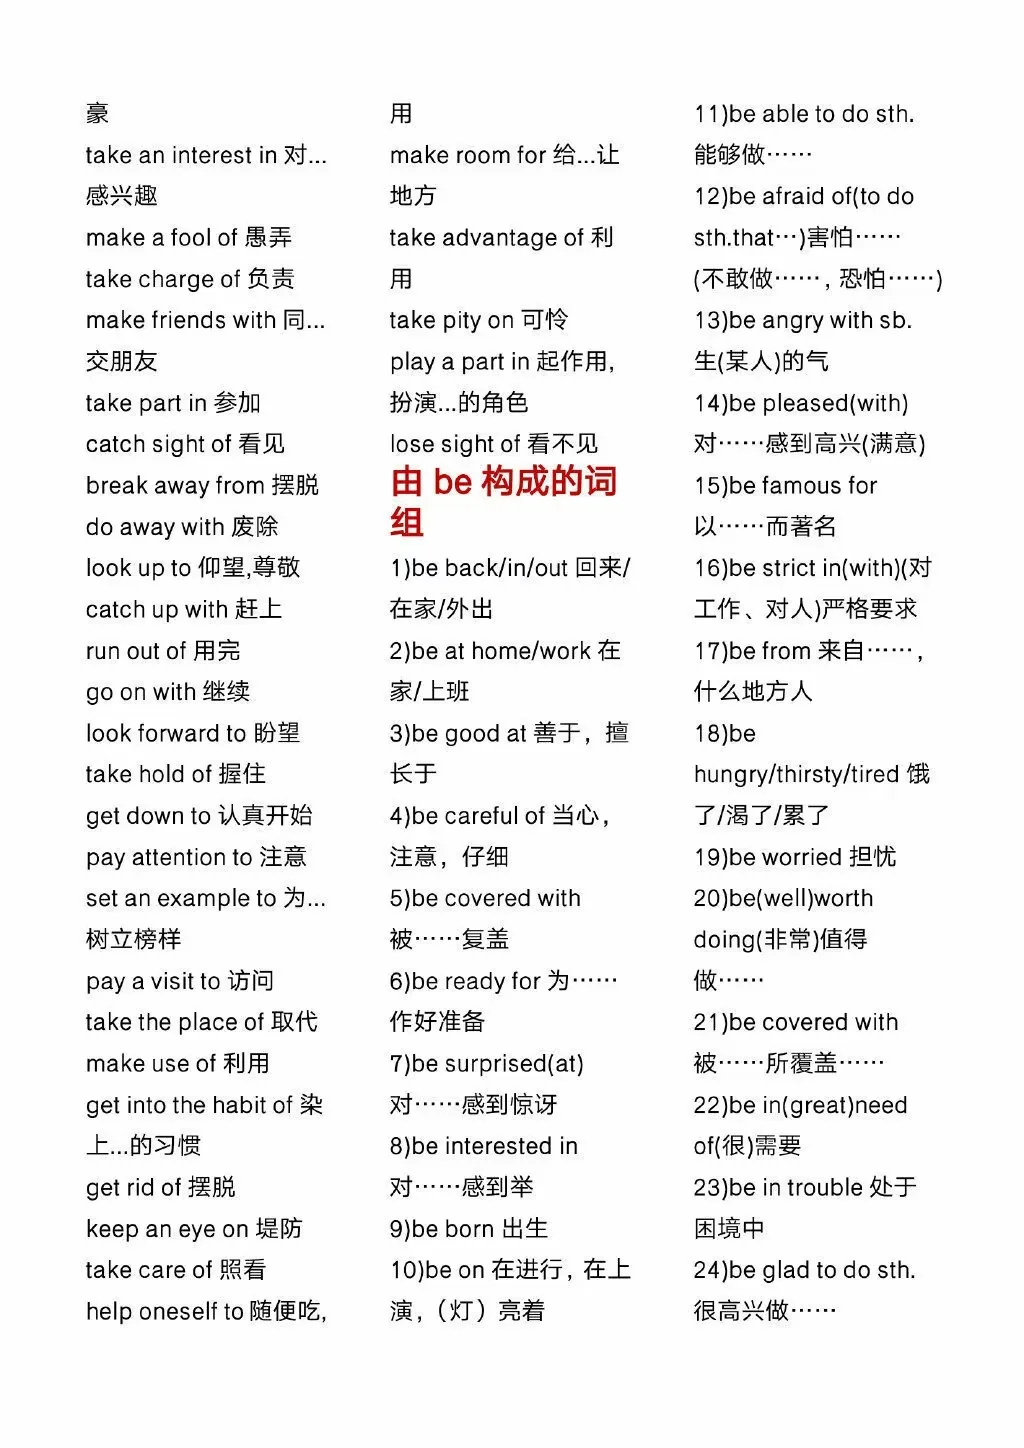 豪
take an interest in 对...
感兴趣
make a fool of 愚弄
take charge of 负责
make friends with 同...
交朋友
take part in 参加
catch sight of 看见
break away from 摆脱
do away with 废除
look up to 仰望,尊敬
catch up with 赶上
run out of 用完
go on with 继续
look forward to 盼望
take hold of 握住
get down to 认真开始
pay attention to 注意
set an example to 为...
树立榜样
pay a visit to 访问
take the place of 取代
make use of 利用
get into the habit of 染
上...的习惯
get rid of 摆脱
keep an eye on 堤防
take care of 照看
help oneself to 随便吃,
用
make room for 给...让
地方
take advantage of 利
用
take pity on 可怜
play a part in 起作用,
扮演...的角色
lose sight of 看不见
由 be 构成的词
组
1)be back/in/out 回来/
在家/外出
2)be at home/work 在
家/上班
3)be good at 善于，擅
长于
4)be careful of 当心，
注意，仔细
5)be covered with
被……复盖
6)be ready for 为……
作好准备
7)be surprised(at)
对……感到惊讶
8)be interested in
对……感到举
9)be born 出生
10)be on 在进行，在上
演,（灯）亮着
11)be able to do sth.
能够做……
12)be afraid of(to do
sth.that…)害怕……
(不敢做……，恐怕……)
13)be angry with sb.
生(某人)的气
14)be pleased(with)
对……感到高兴(满意)
15)be famous for
以……而著名
16)be strict in(with)(对
工作、对人)严格要求
17)be from 来自……，
什么地方人
18)be
hungry/thirsty/tired 饿
了/渴了/累了
19)be worried 担忧
20)be(well)worth
doing(非常)值得
做……
21)be covered with
被……所覆盖……
22)be in(great)need
of(很)需要
23)be in trouble 处于
困境中
24)be glad to do sth.
很高兴做……